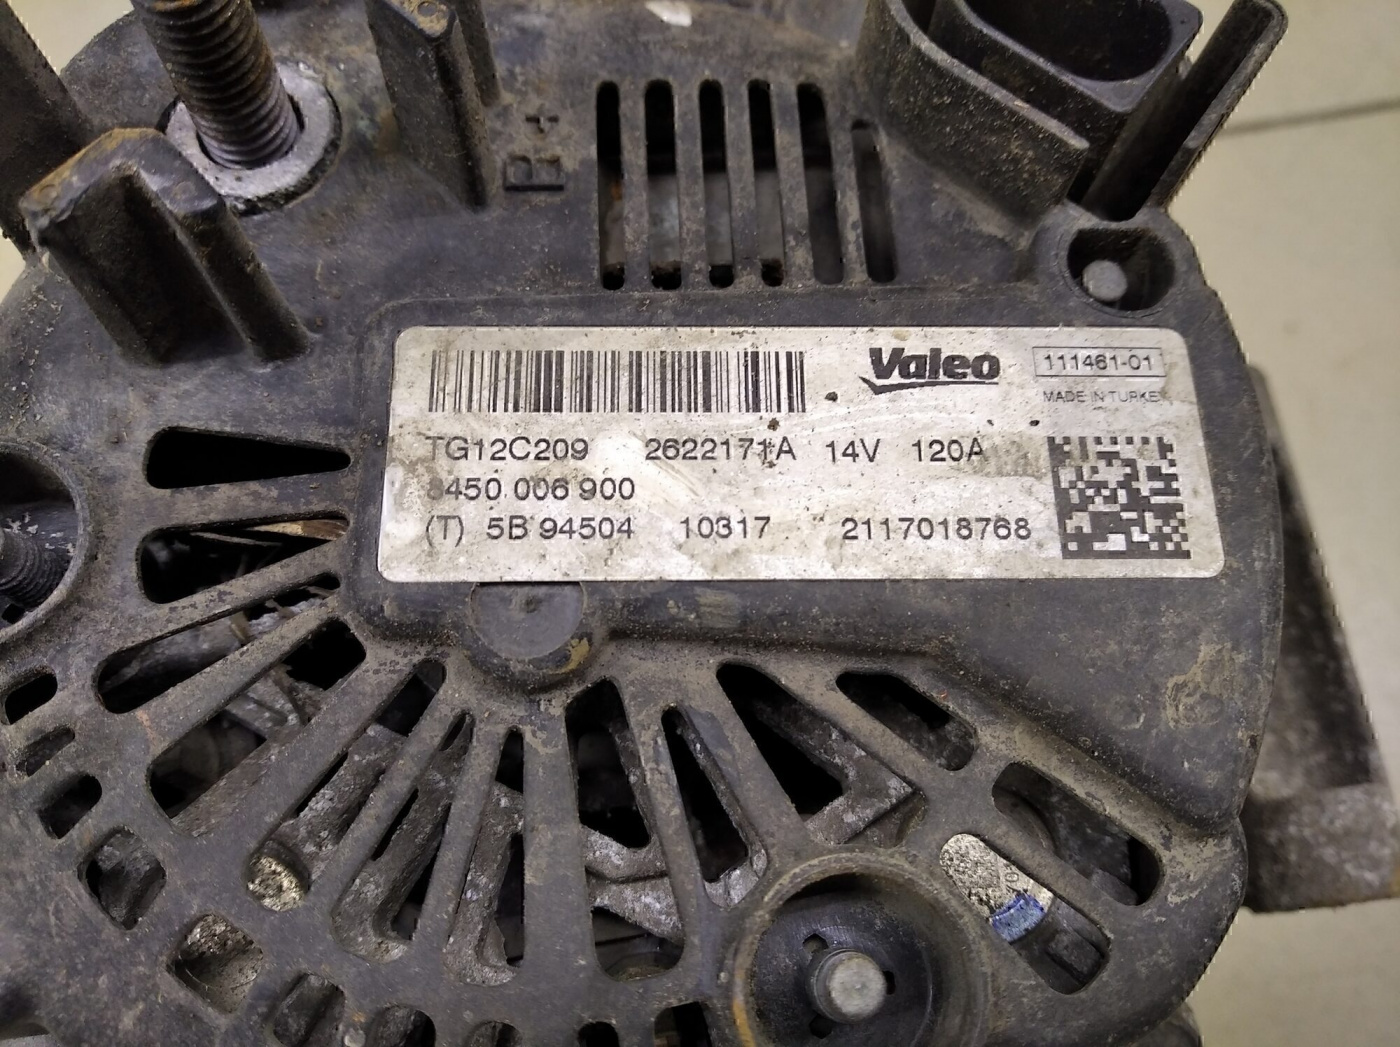 B+
Valeo 111461-01
MADE IN TURKEY
TG12C209 2622171A 14V 120A
8450 006 900
(T) 5B 94504 10317 2117018768